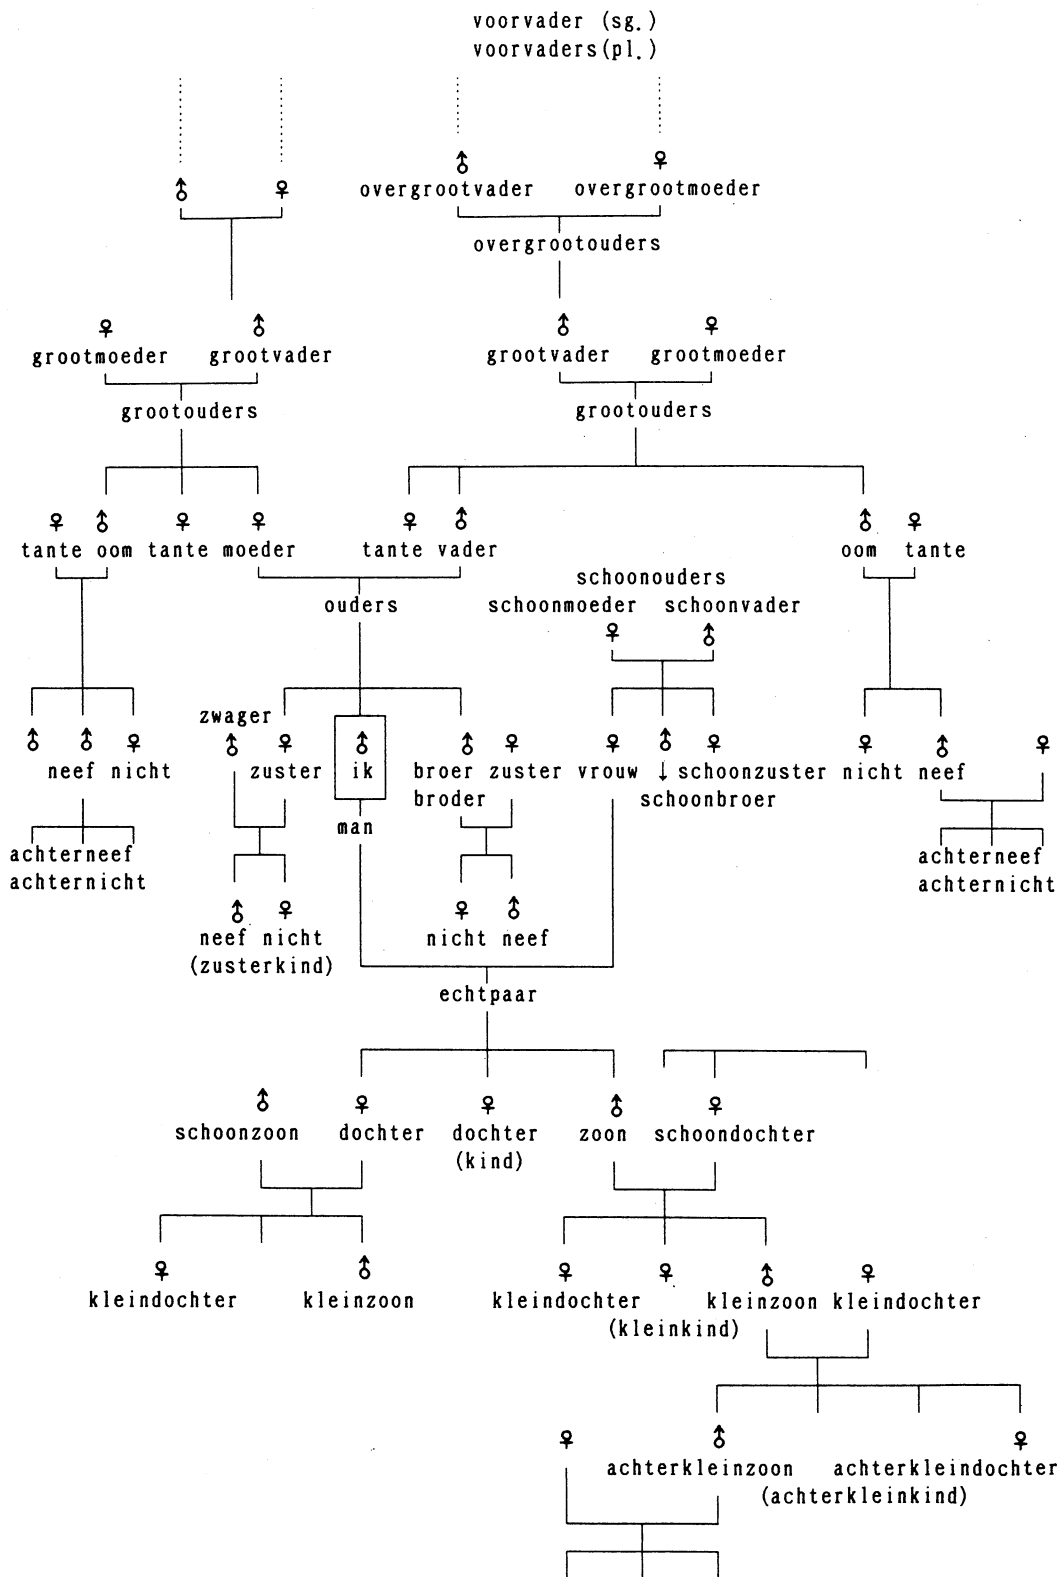 voorvader (sg.)
voorvaders(pl.)
overgrootvader overgrootmoeder
overgrootouders
grootmoeder grootvader grootvader grootmoeder
grootouders grootouders
tante oom tante moeder tante vader oom tante
schoonouders
ouders schoonmoeder schoonvader
zwager
neef nicht zuster ik broer zuster vrouw ↓ schoonzuster nicht neef
broder schoonbroer
man
achterneef achterneef
achternicht achternicht
neef nicht nicht neef
(zusterkind)
echtpaar
schoonzoon dochter dochter zoon schoondochter
(kind)
kleindochter kleinzoon kleindochter kleinzoon kleindochter
(kleinkind)
achterkleinzoon achterkleindochter
(achterkleinkind)